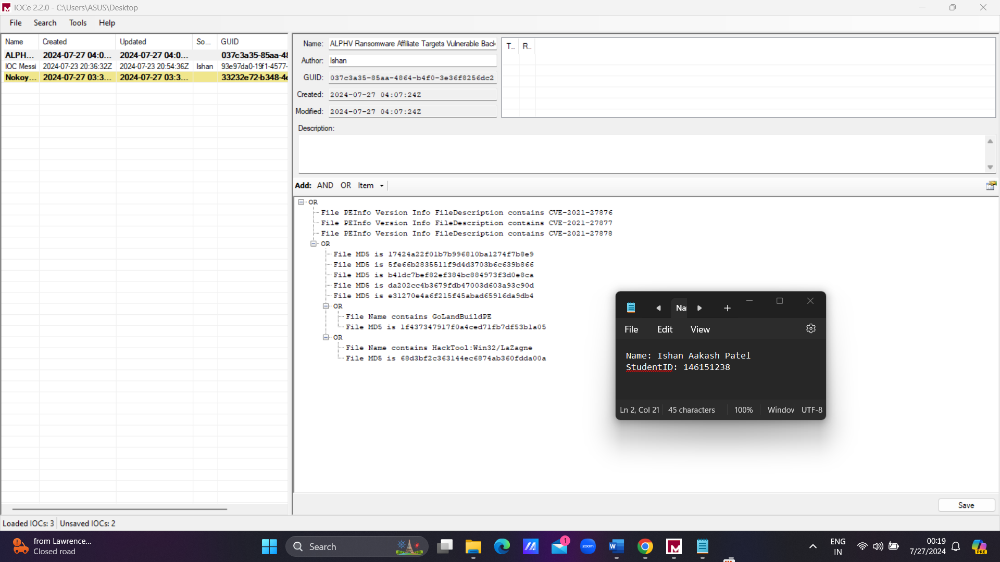 IOCe 2.2.0 - C:\Users\ASUS\Desktop
File Search Tools Help
Name Created Updated So... GUID
ALPH... 2024-07-27 04:0... 2024-07-27 04:0... 037c3a35-85aa-48
IOC Messi 2024-07-23 20:36:32Z 2024-07-23 20:54:36Z Ishan 93e97da0-19f1-4577-
Nokoy... 2024-07-27 03:3... 2024-07-27 03:3... 33232e72-b348-4e
Name: ALPHV Ransomware Affiliate Targets Vulnerable Back
Author: Ishan
GUID: 037c3a35-85aa-4864-b4f0-3e36f8256dc2
Created: 2024-07-27 04:07:24Z
Modified: 2024-07-27 04:07:24Z
T.. R..
Description:
Add: AND OR Item
OR
File PEInfo Version Info FileDescription contains CVE-2021-27876
File PEInfo Version Info FileDescription contains CVE-2021-27877
File PEInfo Version Info FileDescription contains CVE-2021-27878
OR
File MD5 is 17424a22f01b7b996810ba1274f7b8e9
File MD5 is 5fe66b2835511f9d4d3703b6c639b866
File MD5 is b41dc7bef82ef384bc884973f3d0e8ca
File MD5 is da202cc4b3679fdb47003d603a93c90d
File MD5 is e31270e4a6f215f45abad65916da9db4
OR
File Name contains GoLandBuildPE
File MD5 is 1f437347917f0a4ced71fb7df53b1a05
OR
File Name contains HackTool:Win32/LaZagne
File MD5 is 68d3bf2c363144ec6874ab360fdda00a
Nai
File Edit View
Name: Ishan Aakash Patel
StudentID: 146151238
Ln 2, Col 21 45 characters 100% Window UTF-8
Save
Loaded IOCs: 3 Unsaved IOCs: 2
from Lawrence...
Closed road
Search
1
zoom
W
ENG
IN
00:19
7/27/2024
PRE